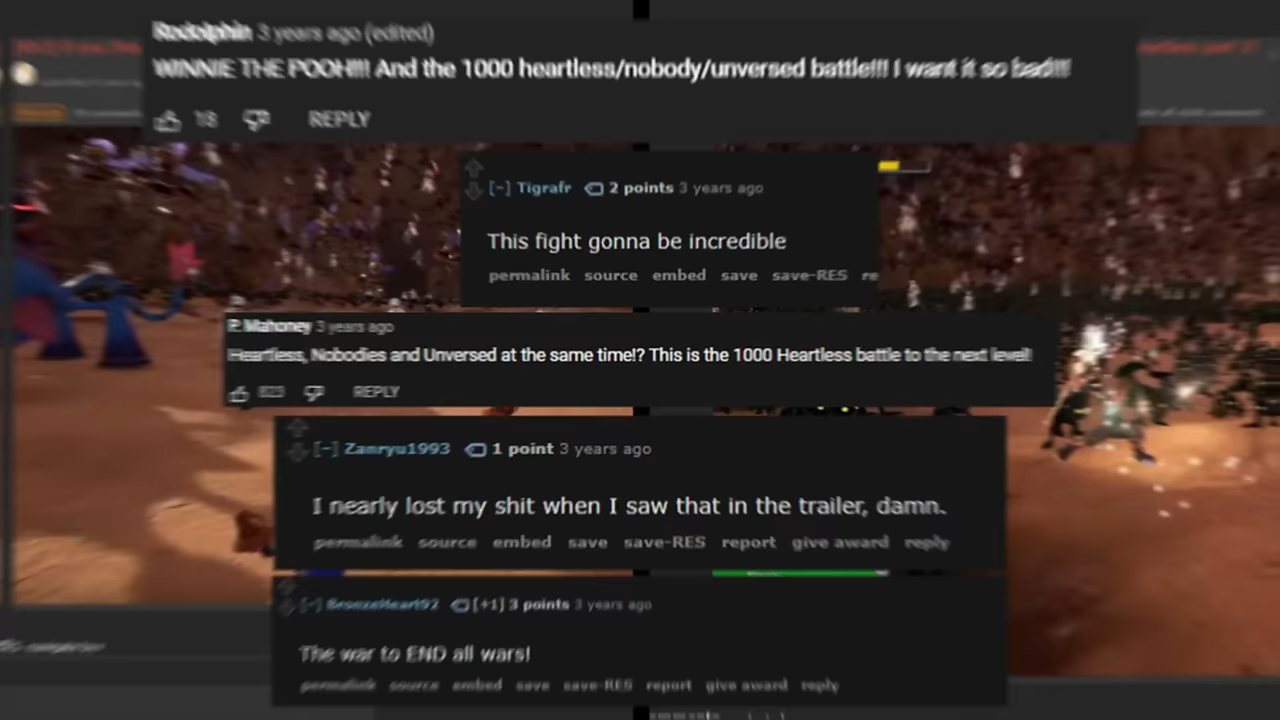 Rodolphin 3 years ago (edited)
WINNIE THE POOH!!! And the 1000 heartless/nobody/unversed battle!!! I want it so bad!!!
18 REPLY
[-] Tigrafr 2 points 3 years ago
This fight gonna be incredible
permalink source embed save save-RES re
P. Mahoney 3 years ago
Heartless, Nobodies and Unversed at the same time!? This is the 1000 Heartless battle to the next level!
823 REPLY
[-] Zanryu1993 1 point 3 years ago
I nearly lost my shit when I saw that in the trailer, damn.
permalink source embed save save-RES report give award reply
[-] [+1] 3 points 3 years ago
The war to END all wars!
permalink source embed save save-RES report give award reply